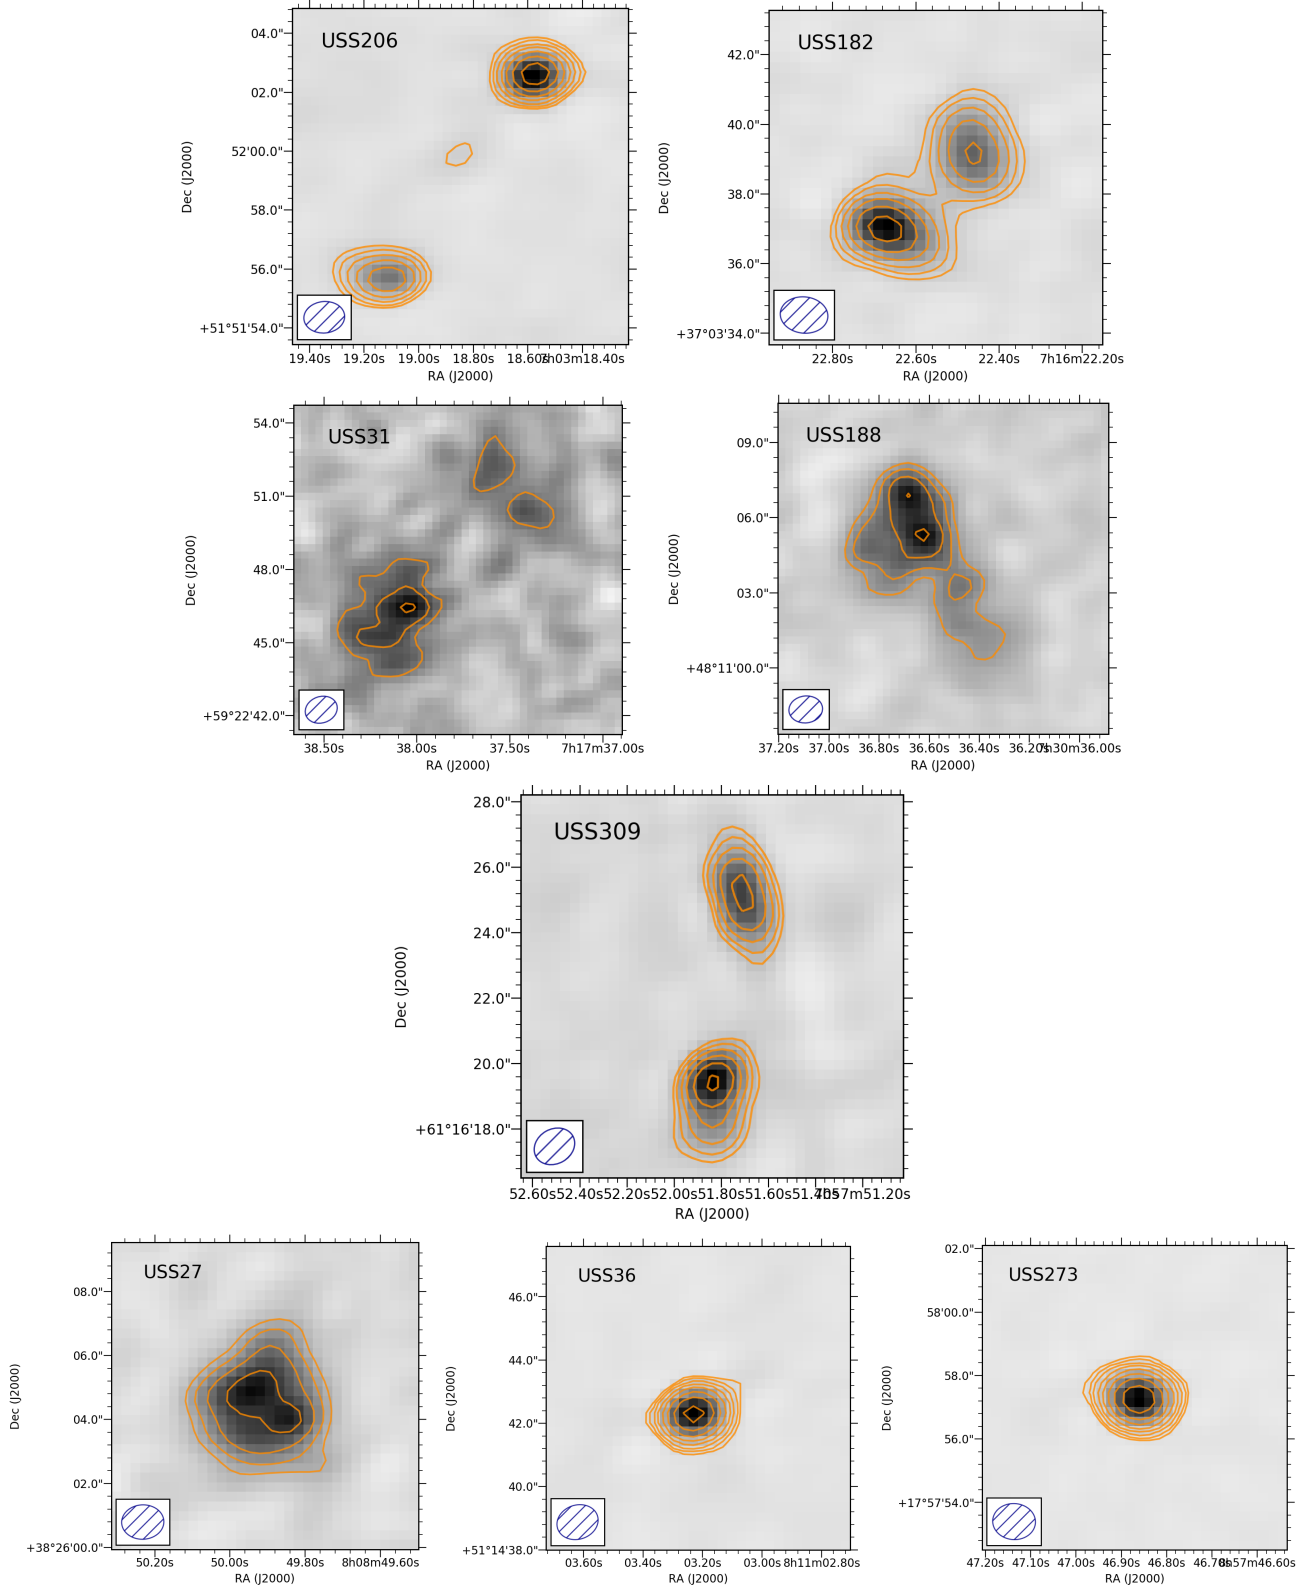 USS206
04.0"
02.0"
52'00.0"
58.0"
56.0"
+51°51'54.0"
Dec (J2000)
19.40s 19.20s 19.00s 18.80s 18.60s 7h03m18.40s
RA (J2000)
USS182
42.0"
40.0"
38.0"
36.0"
+37°03'34.0"
Dec (J2000)
22.80s 22.60s 22.40s 7h16m22.20s
RA (J2000)
USS31
54.0"
51.0"
48.0"
45.0"
+59°22'42.0"
Dec (J2000)
38.50s 38.00s 37.50s 7h17m37.00s
RA (J2000)
USS188
09.0"
06.0"
03.0"
+48°11'00.0"
Dec (J2000)
37.20s 37.00s 36.80s 36.60s 36.40s 36.20s 7h30m36.00s
RA (J2000)
USS309
28.0"
26.0"
24.0"
22.0"
20.0"
+61°16'18.0"
Dec (J2000)
52.60s 52.40s 52.20s 52.00s 51.80s 51.60s 51.40s 7h57m51.20s
RA (J2000)
USS27
08.0"
06.0"
04.0"
02.0"
+38°26'00.0"
Dec (J2000)
50.20s 50.00s 49.80s 8h08m49.60s
RA (J2000)
USS36
46.0"
44.0"
42.0"
40.0"
+51°14'38.0"
Dec (J2000)
03.60s 03.40s 03.20s 03.00s 8h11m02.80s
RA (J2000)
USS273
02.0"
58'00.0"
58.0"
56.0"
+17°57'54.0"
Dec (J2000)
47.20s 47.10s 47.00s 46.90s 46.80s 46.70s 8h57m46.60s
RA (J2000)